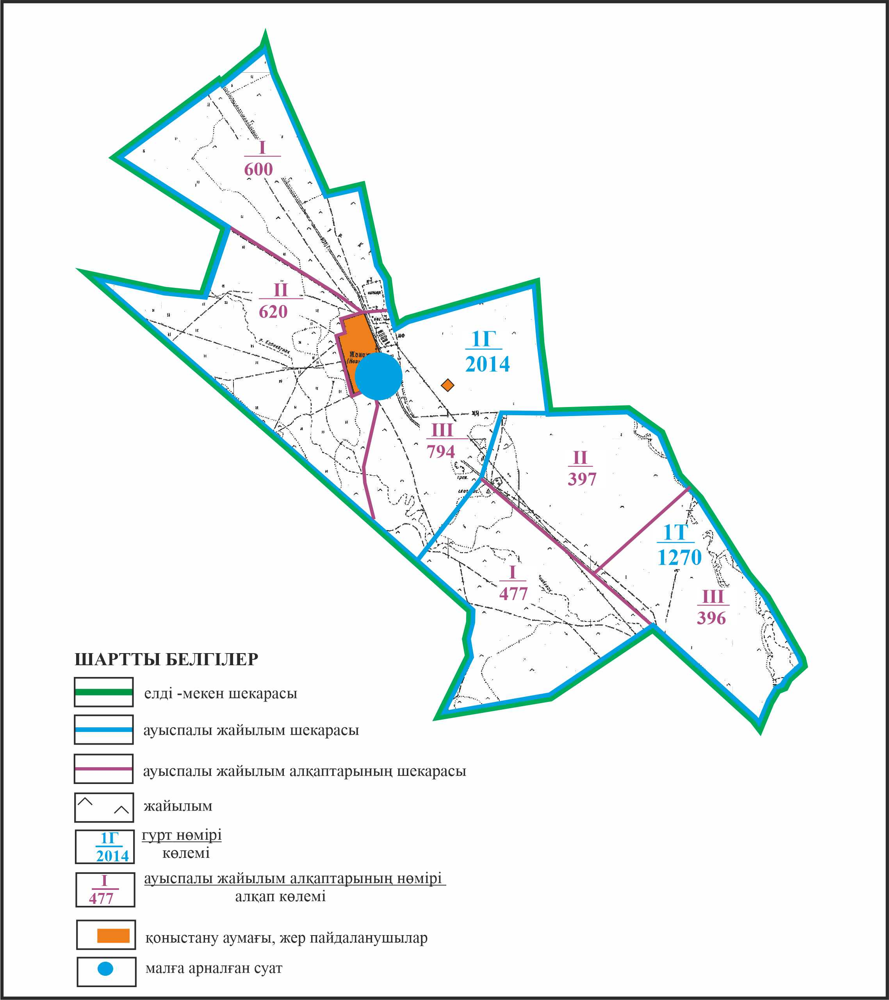 I
600
II
620
1Г
2014
III
794
II
397
1Т
1270
I
477
III
396
ШАРТТЫ БЕЛГІЛЕР
елді -мекен шекарасы
ауыспалы жайылым шекарасы
ауыспалы жайылым алқаптарының шекарасы
жайылым
1Г
2014
гурт нөмірі
көлемі
I
477
ауыспалы жайылым алқаптарының нөмірі
алқап көлемі
қоныстану аумағы, жер пайдаланушылар
малға арналған суат